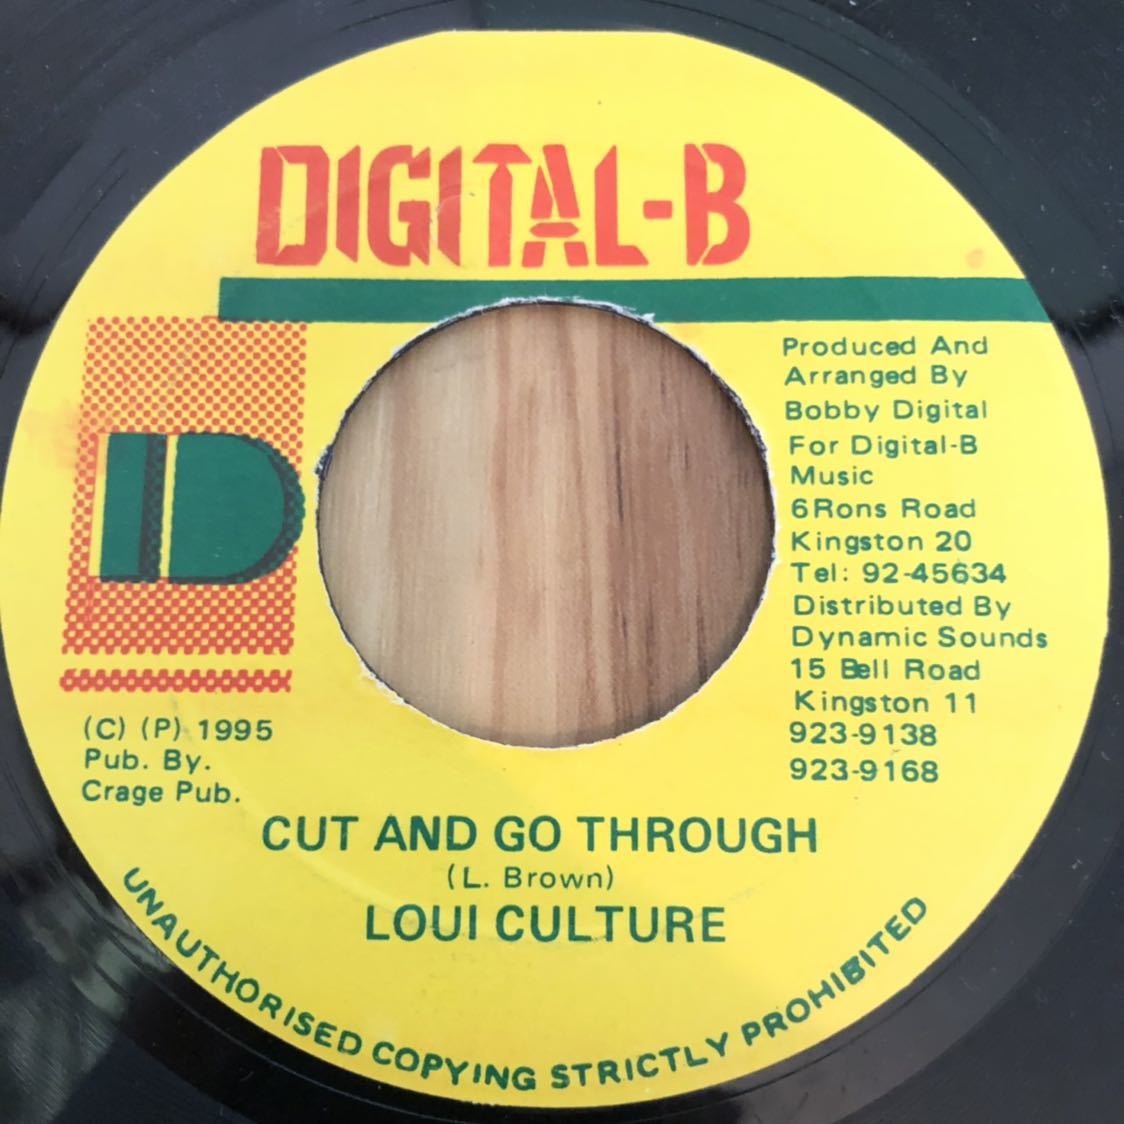 DIGITAL-B
Produced And
Arranged By
Bobby Digital
For Digital-B
Music
6Rons Road
Kingston 20
Tel: 92-45634
Distributed By
Dynamic Sounds
15 Bell Road
Kingston 11
923-9138
923-9168
D
(C) (P) 1995
Pub. By.
Crage Pub.
CUT AND GO THROUGH
(L. Brown)
LOUI CULTURE
UNAUTHORISED COPYING STRICTLY PROHIBITED